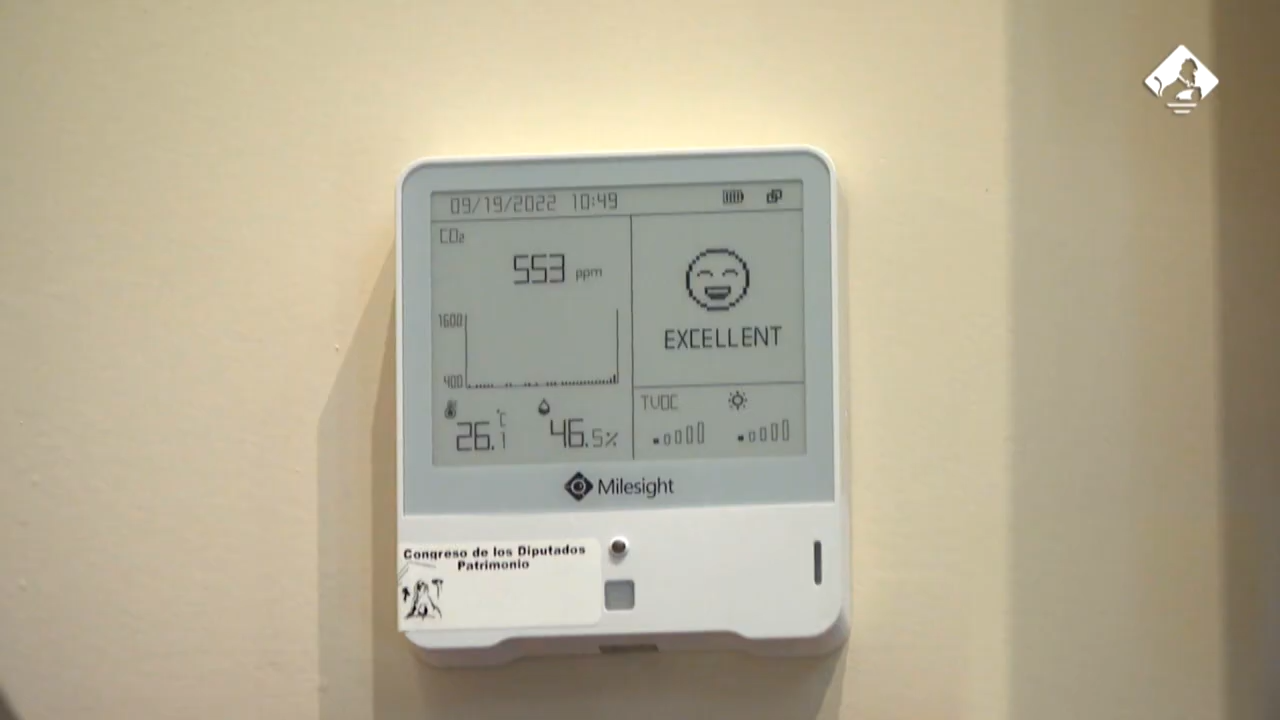 09/19/2022 10:49
CO₂
553 ppm
1600
400
26.1 °C
46.5%
EXCELLENT
TVOC
Milesight
Congreso de los Diputados
Patrimonio